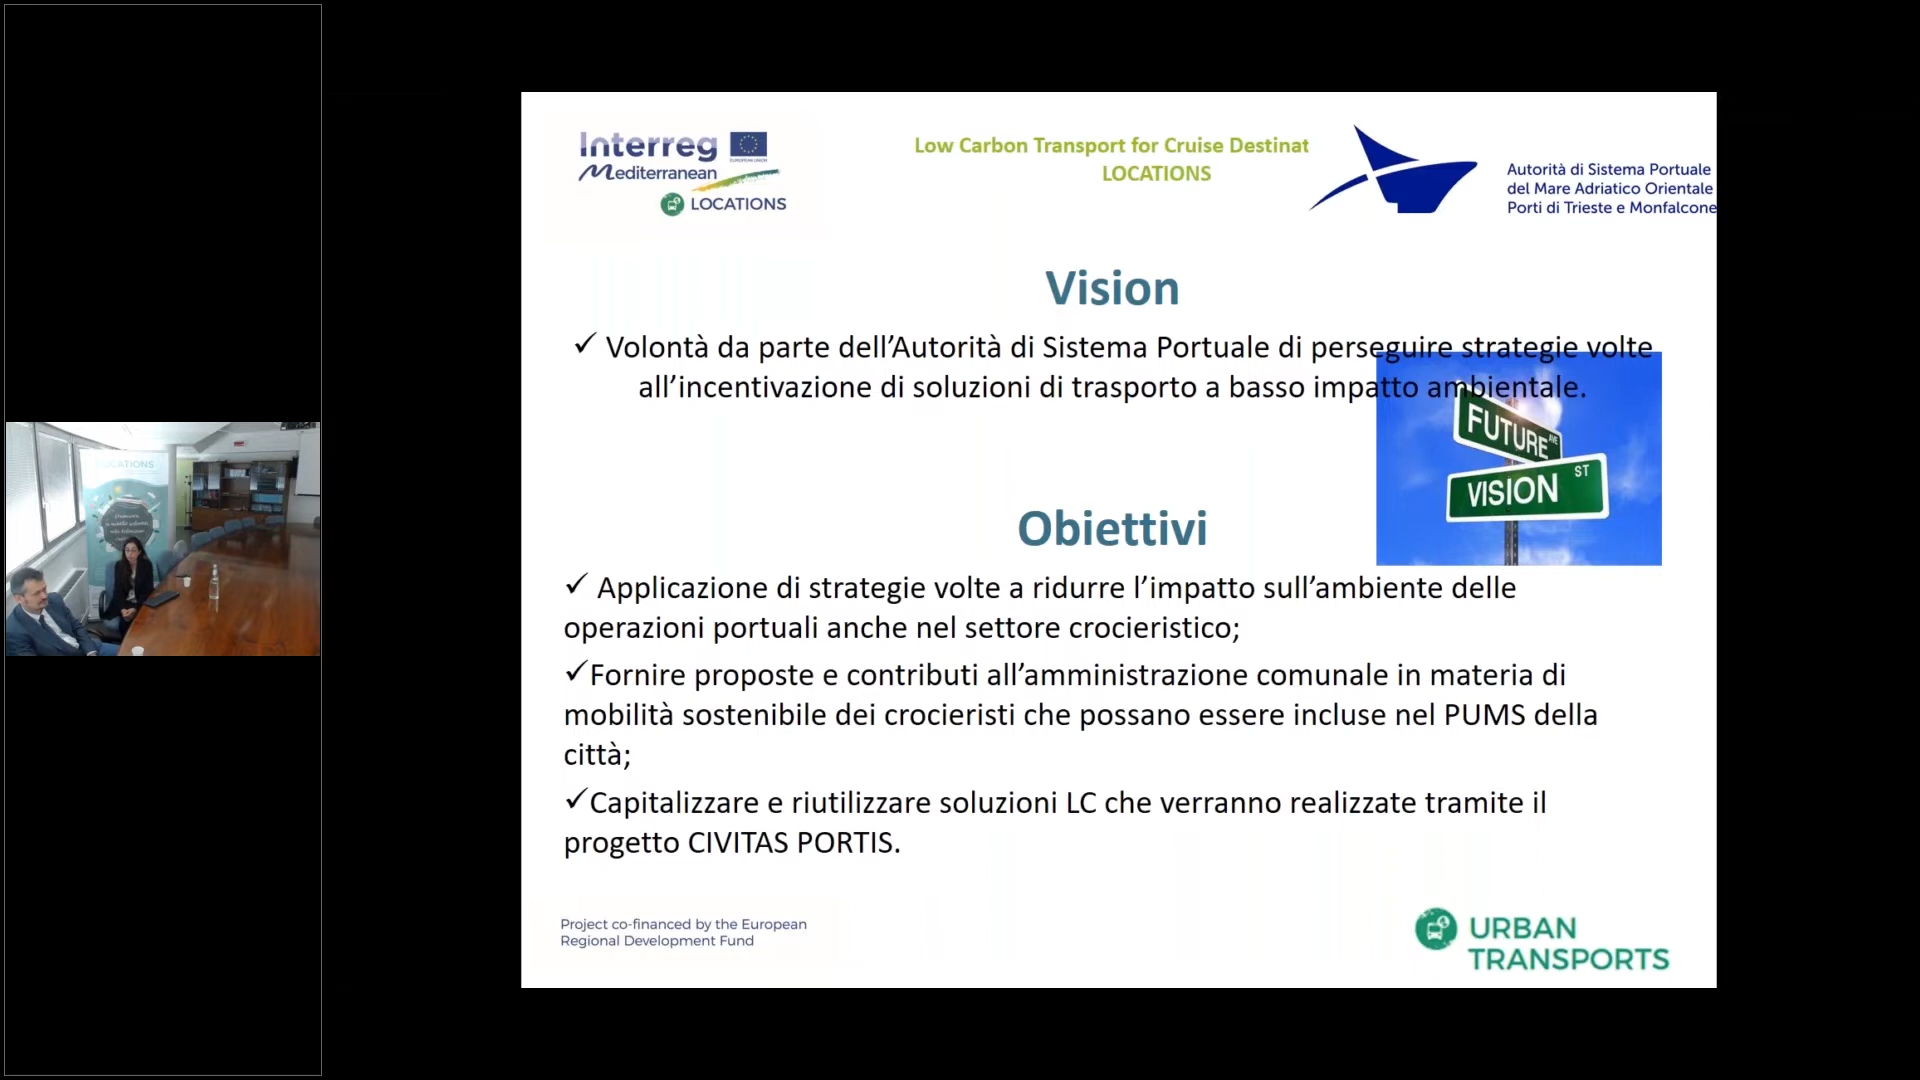 Interreg
EUROPEAN UNION
Mediterranean
LOCATIONS
Low Carbon Transport for Cruise Destinat
LOCATIONS
Autorità di Sistema Portuale
del Mare Adriatico Orientale
Porti di Trieste e Monfalcone
Vision
✓ Volontà da parte dell’Autorità di Sistema Portuale di perseguire strategie volte
all’incentivazione di soluzioni di trasporto a basso impatto ambientale.
FUTURE AVE
VISION ST
Obiettivi
✓ Applicazione di strategie volte a ridurre l’impatto sull’ambiente delle
operazioni portuali anche nel settore crocieristico;
✓Fornire proposte e contributi all’amministrazione comunale in materia di
mobilità sostenibile dei crocieristi che possano essere incluse nel PUMS della
città;
✓Capitalizzare e riutilizzare soluzioni LC che verranno realizzate tramite il
progetto CIVITAS PORTIS.
Project co-financed by the European
Regional Development Fund
URBAN
TRANSPORTS